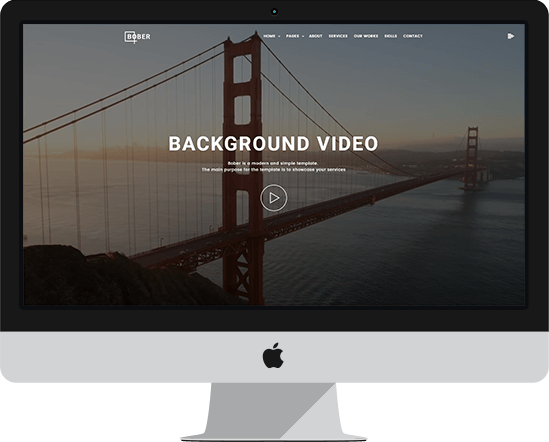 BOBER
HOME PAGES ABOUT SERVICES OUR WORKS SKILLS CONTACT
BACKGROUND VIDEO
Bober is a modern and simple template.
The main purpose for the template is to showcase your services